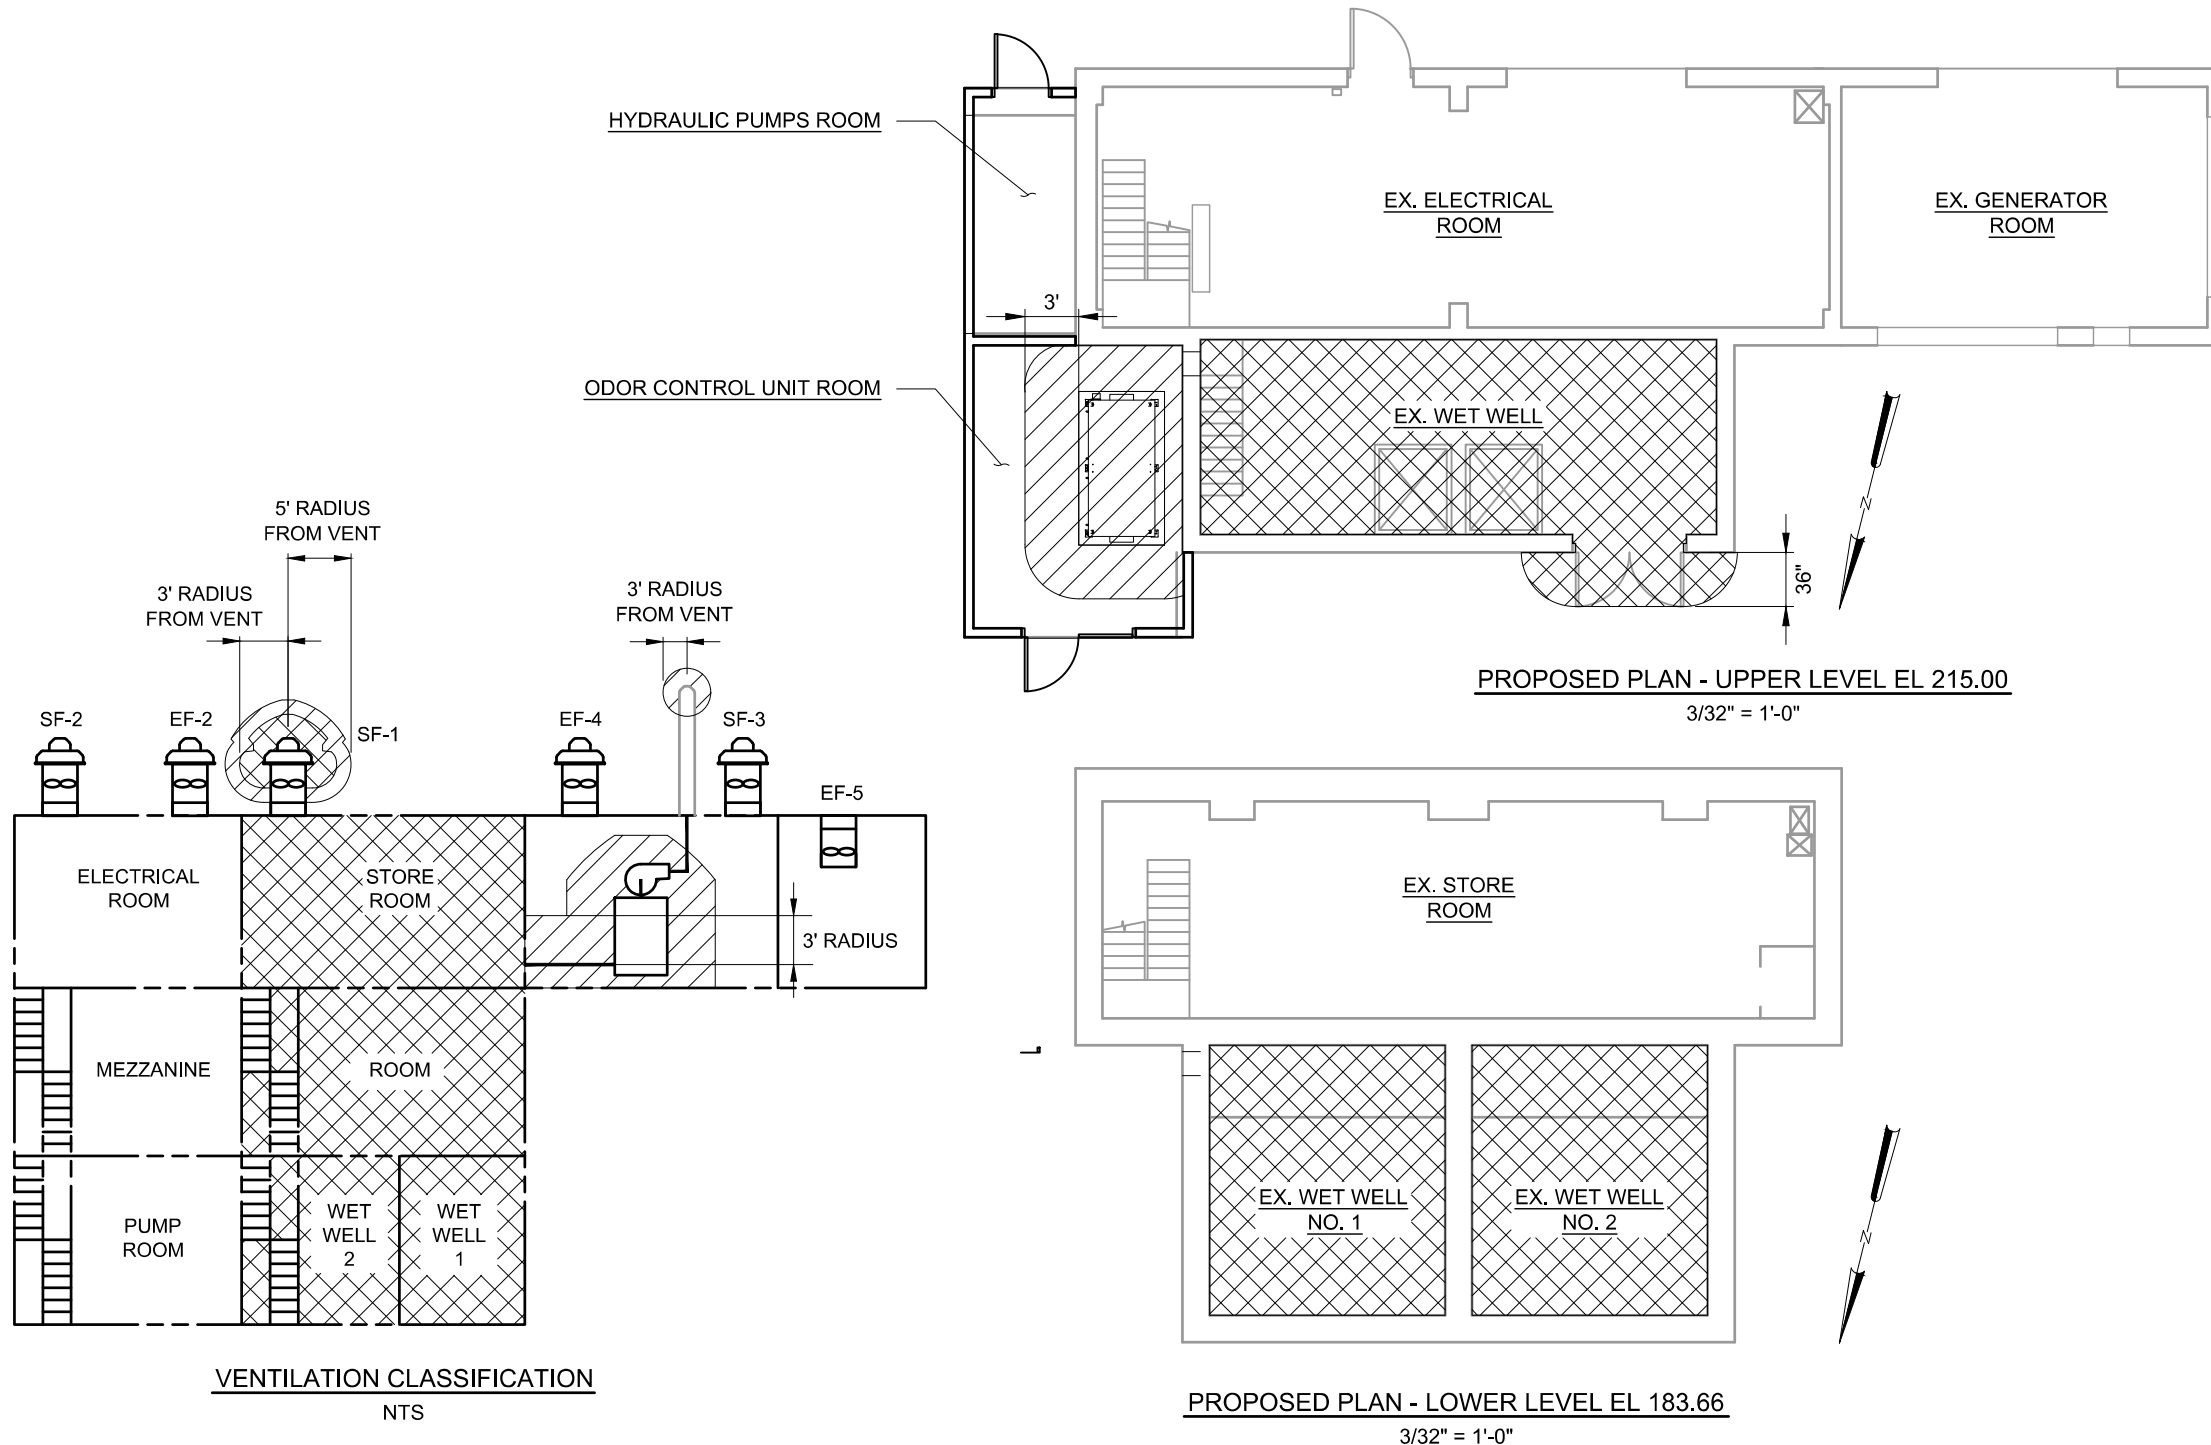 HYDRAULIC PUMPS ROOM
EX. ELECTRICAL
ROOM
EX. GENERATOR
ROOM
3'
ODOR CONTROL UNIT ROOM
EX. WET WELL
N
36"
PROPOSED PLAN - UPPER LEVEL EL 215.00
3/32" = 1'-0"
5' RADIUS
FROM VENT
3' RADIUS
FROM VENT
3' RADIUS
FROM VENT
SF-2
EF-2
SF-1
EF-4
SF-3
EF-5
ELECTRICAL
ROOM
STORE
ROOM
3' RADIUS
MEZZANINE
ROOM
PUMP
ROOM
WET
WELL
2
WET
WELL
1
VENTILATION CLASSIFICATION
NTS
EX. STORE
ROOM
EX. WET WELL
NO. 1
EX. WET WELL
NO. 2
N
PROPOSED PLAN - LOWER LEVEL EL 183.66
3/32" = 1'-0"